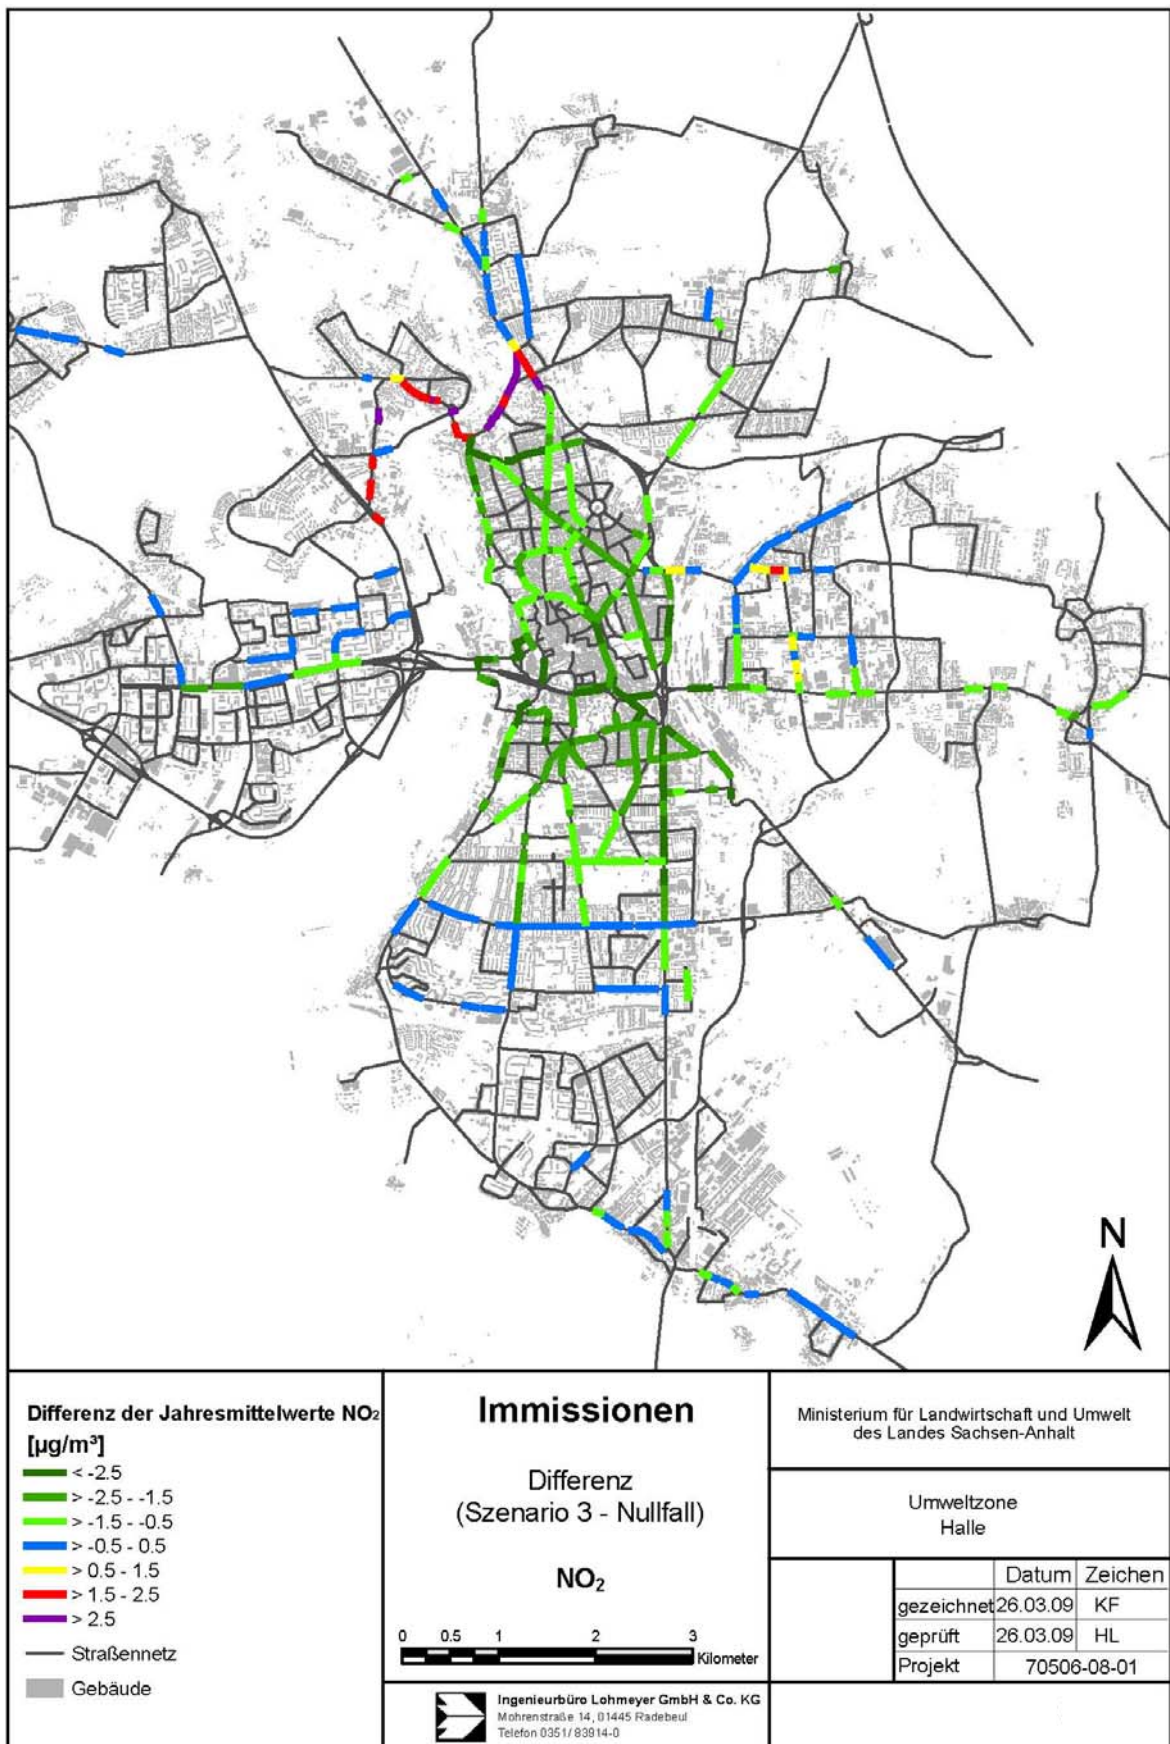 N
Differenz der Jahresmittelwerte NO₂
[µg/m³]
< -2.5
> -2.5 - -1.5
> -1.5 - -0.5
> -0.5 - 0.5
> 0.5 - 1.5
> 1.5 - 2.5
> 2.5
Straßennetz
Gebäude
Immissionen
Differenz
(Szenario 3 - Nullfall)
NO₂
0 0.5 1 2 3
Kilometer
Ingenieurbüro Lohmeyer GmbH & Co. KG
Mohrenstraße 14, 01445 Radebeul
Telefon 0351/ 83914-0
Ministerium für Landwirtschaft und Umwelt
des Landes Sachsen-Anhalt
Umweltzone
Halle
Datum Zeichen
gezeichnet 26.03.09 KF
geprüft 26.03.09 HL
Projekt 70506-08-01